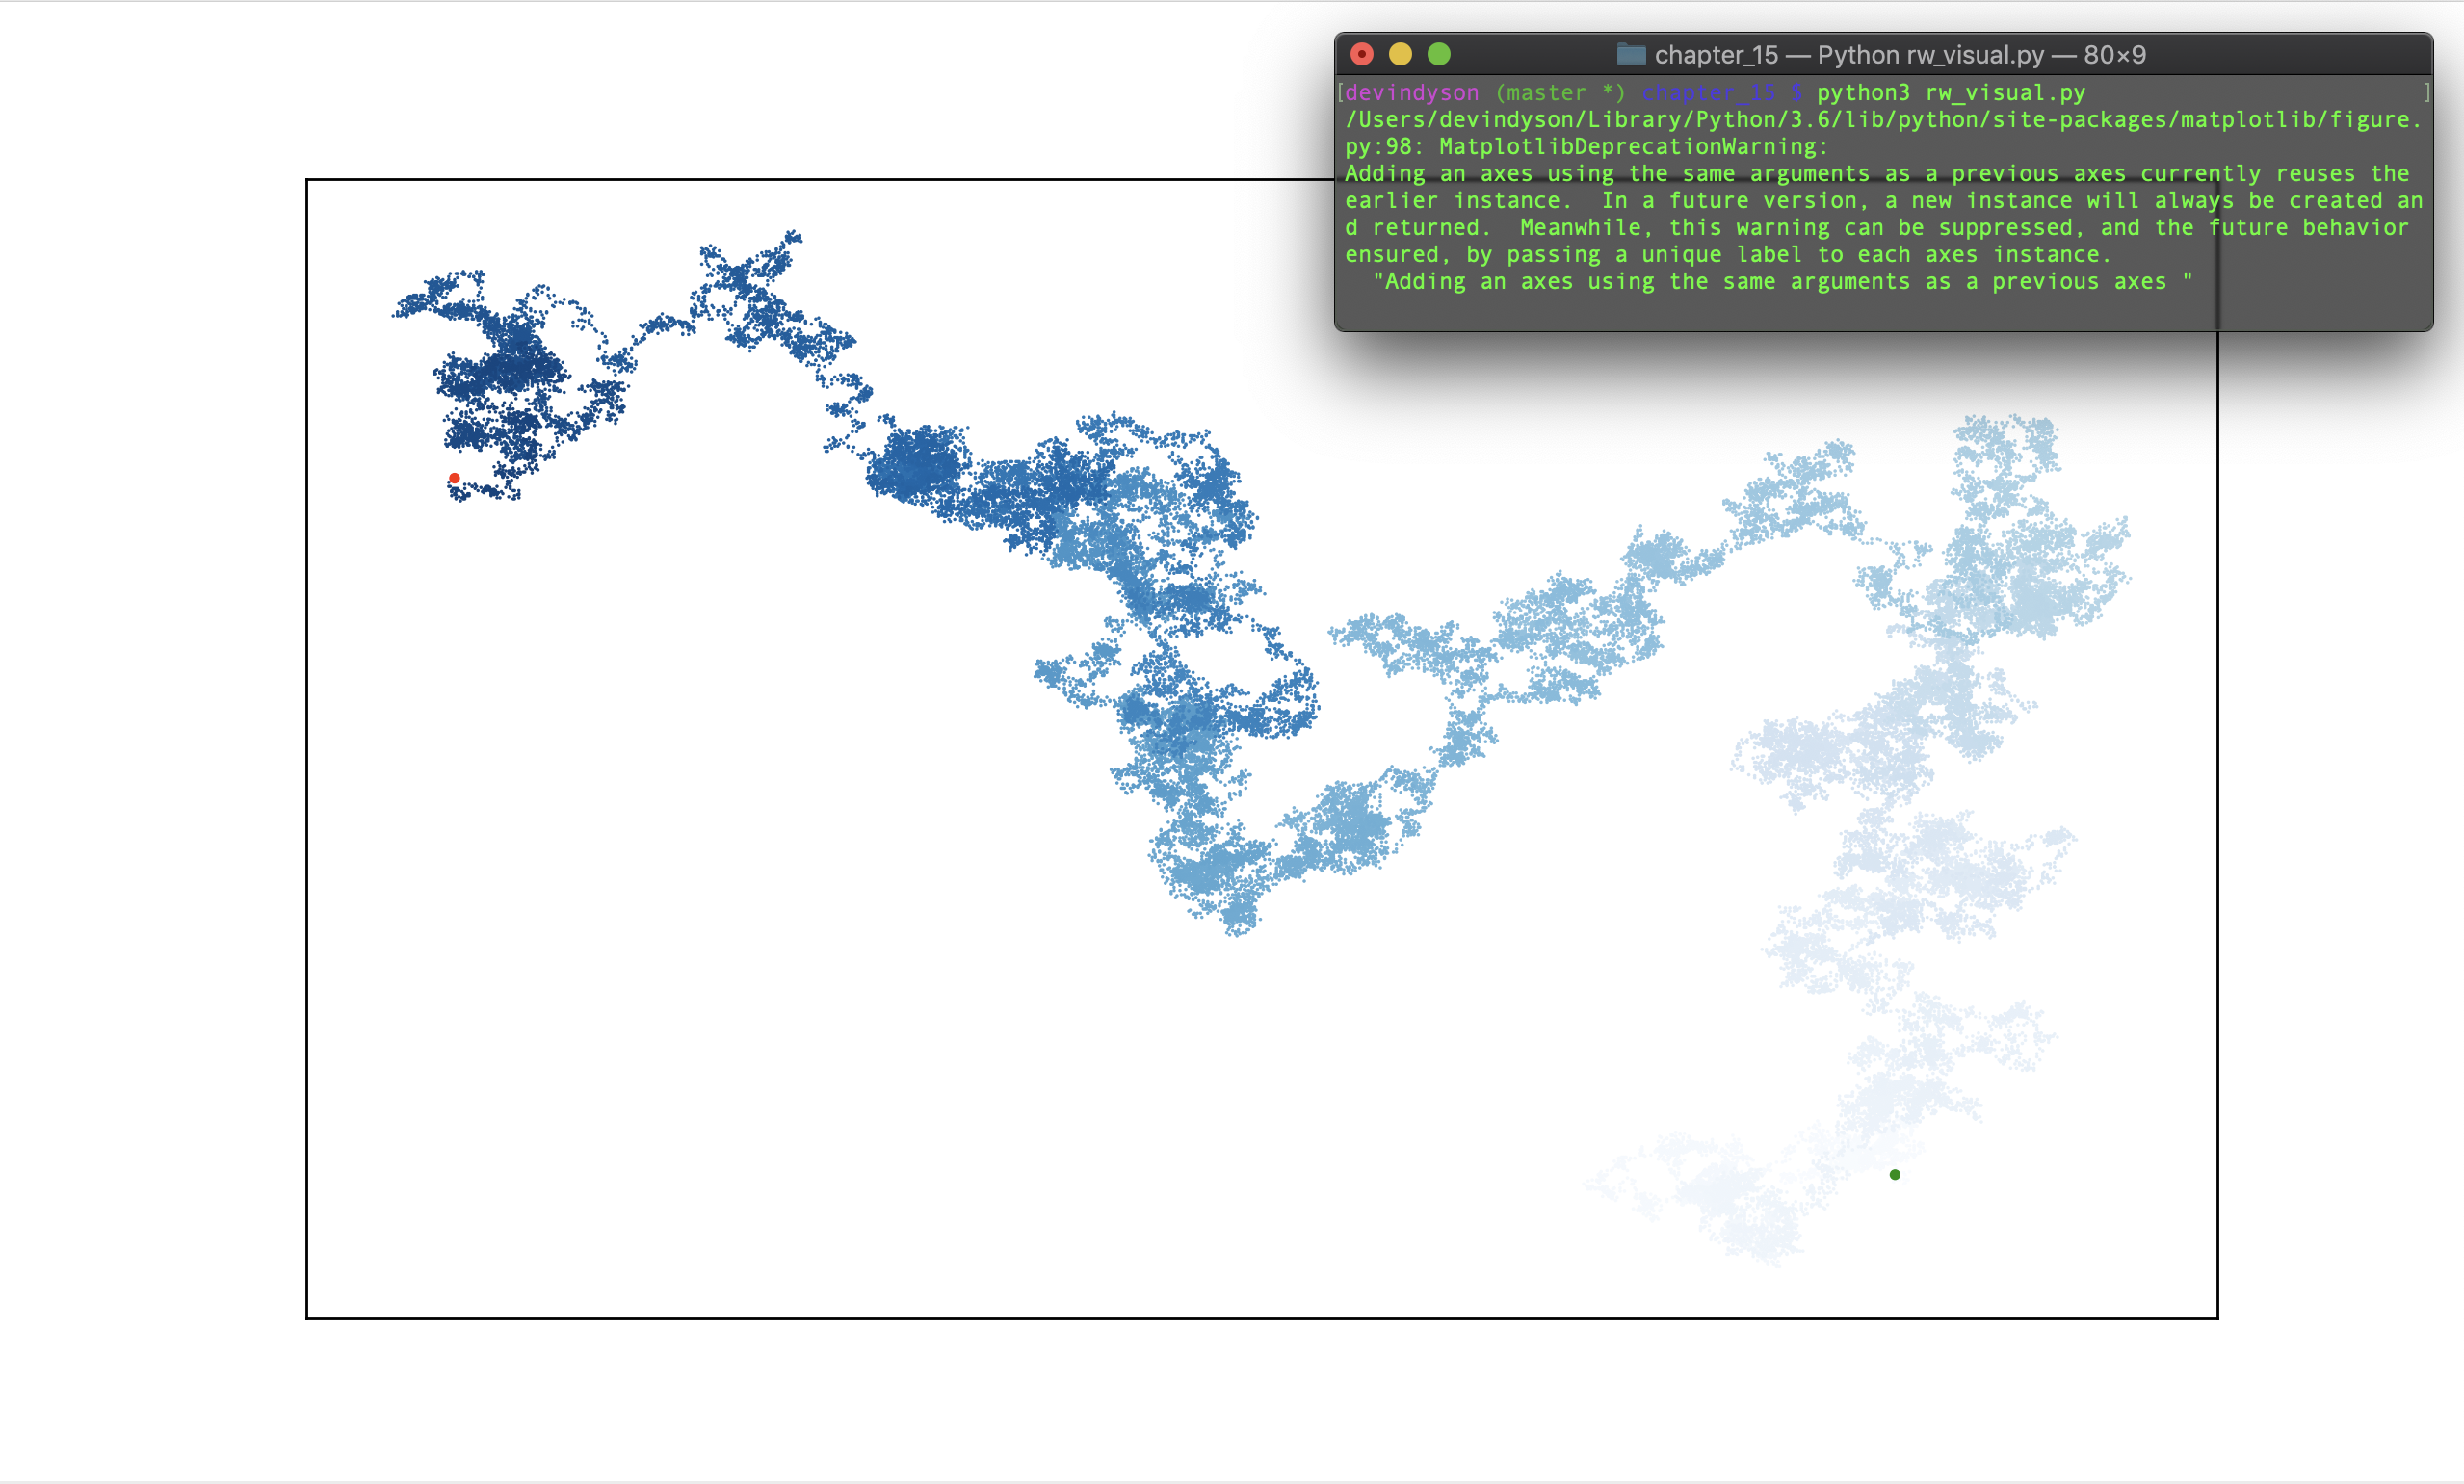 chapter_15 — Python rw_visual.py — 80×9
[devindyson (master *) chapter_15 $ python3 rw_visual.py ]
/Users/devindyson/Library/Python/3.6/lib/python/site-packages/matplotlib/figure.
py:98: MatplotlibDeprecationWarning:
Adding an axes using the same arguments as a previous axes currently reuses the
earlier instance.  In a future version, a new instance will always be created an
d returned.  Meanwhile, this warning can be suppressed, and the future behavior
ensured, by passing a unique label to each axes instance.
  "Adding an axes using the same arguments as a previous axes "